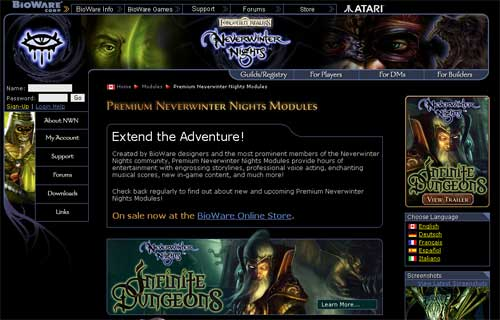 BIOWARE CORP
BioWare Info
BioWare Games
Support
Forums
Store
ATARI
FORGOTTEN REALMS
NEVERWINTER NIGHTS
Guilds/Registry
For Players
For DMs
For Builders
Name:
Password:
Go
Sign-Up | Login Help
About NWN
My Account
Support
Forums
Downloads
Links
Home » Modules » Premium Neverwinter Nights Modules
PREMIUM NEVERWINTER NIGHTS MODULES
Extend the Adventure!
Created by BioWare designers and the most prominent members of the Neverwinter
Nights community, Premium Neverwinter Nights Modules provide hours of
entertainment with engrossing storylines, professional voice acting, enchanting
musical scores, new in-game content, and much more!
Check back regularly to find out about new and upcoming Premium Neverwinter
Nights Modules!
On sale now at the BioWare Online Store.
NEVERWINTER NIGHTS
INFINITE DUNGEONS
Learn More...
NEVERWINTER NIGHTS
INFINITE
DUNGEONS
VIEW TRAILER
Choose Language
English
Deutsch
Français
Español
Italiano
Screenshots
View Latest Screenshots